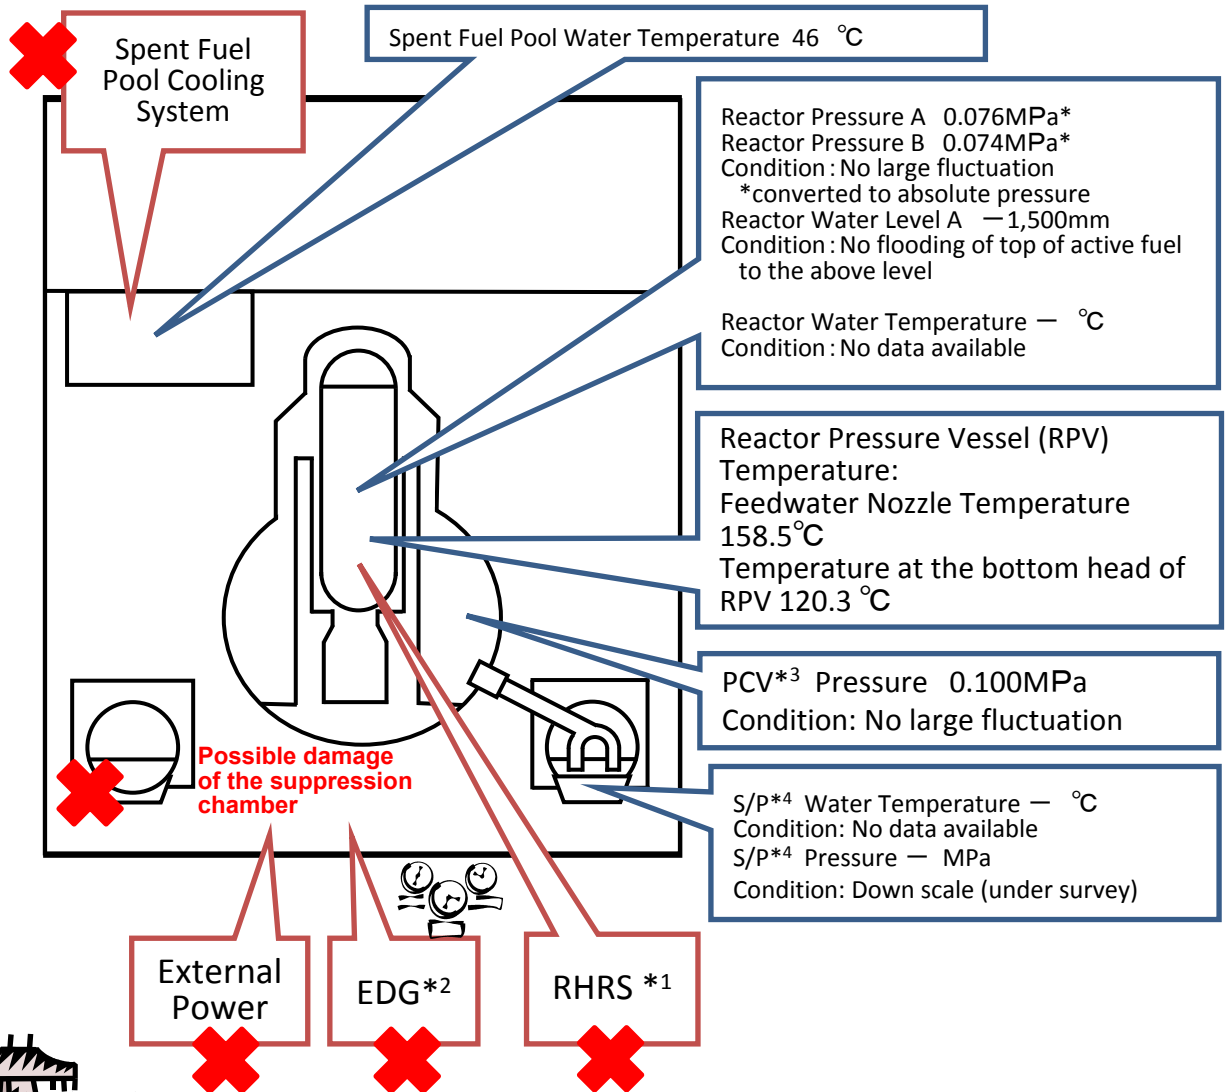 Spent Fuel
Pool Cooling
System
Spent Fuel Pool Water Temperature 46 ℃
Reactor Pressure A 0.076MPa*
Reactor Pressure B 0.074MPa*
Condition : No large fluctuation
*converted to absolute pressure
Reactor Water Level A －1,500mm
Condition : No flooding of top of active fuel
to the above level
Reactor Water Temperature － ℃
Condition : No data available
Reactor Pressure Vessel (RPV)
Temperature:
Feedwater Nozzle Temperature
158.5℃
Temperature at the bottom head of
RPV 120.3 ℃
PCV*3 Pressure 0.100MPa
Condition: No large fluctuation
Possible damage
of the suppression
chamber
S/P*4 Water Temperature － ℃
Condition: No data available
S/P*4 Pressure － MPa
Condition: Down scale (under survey)
External
Power
EDG*2
RHRS *1